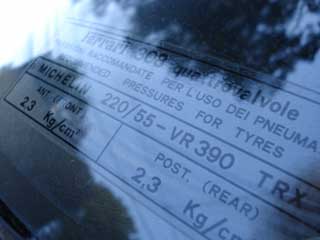 Ferrari 308 quattrovalvole
PRESSIONI RACCOMANDATE PER L'USO DEI PNEUMA
RECOMMENDED PRESSURES FOR TYRES
MICHELIN 220/55-VR 390 TRX
ANT. (FRONT)
2,3 Kg/cm²
POST. (REAR)
2,3 Kg/cm